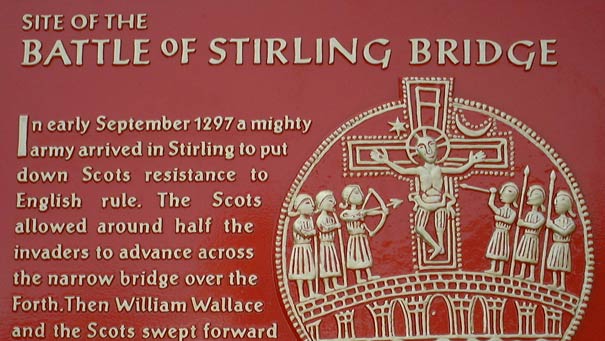 SITE OF THE
BATTLE OF STIRLING BRIDGE
In early September 1297 a mighty
army arrived in Stirling to put
down Scots resistance to
English rule. The Scots
allowed around half the
invaders to advance across
the narrow bridge over the
Forth. Then William Wallace
and the Scots swept forward